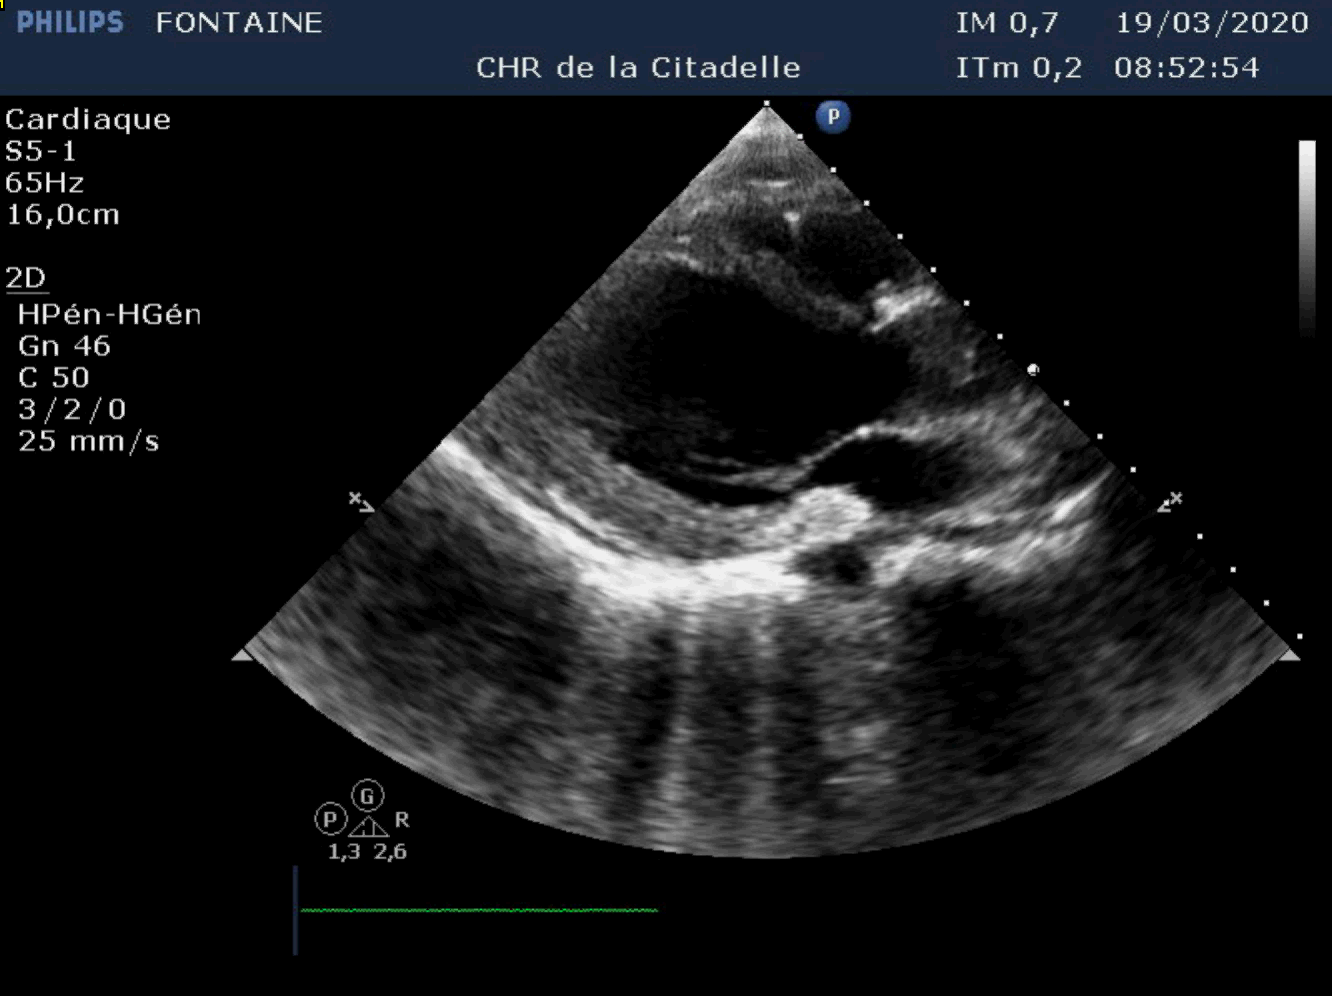 PHILIPS FONTAINE IM 0,7 19/03/2020
CHR de la Citadelle ITm 0,2 08:52:54
P
Cardiaque
S5-1
65Hz
16,0cm
2D
HPén-HGén
Gn 46
C 50
3/2/0
25 mm/s
x x
G
P R
1,3 2,6